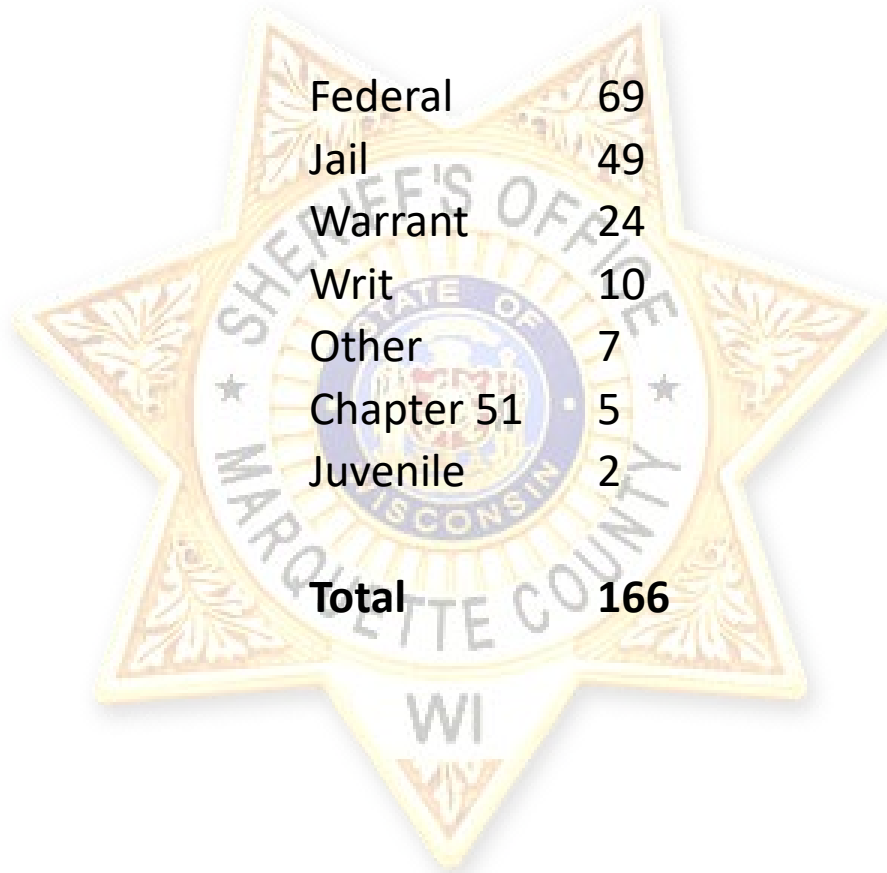 Federal 69
Jail 49
Warrant 24
Writ 10
Other 7
Chapter 51 5
Juvenile 2
Total 166
SHERIFF'S OFFICE
STATE OF
WISCONSIN
MARQUETTE COUNTY
WI